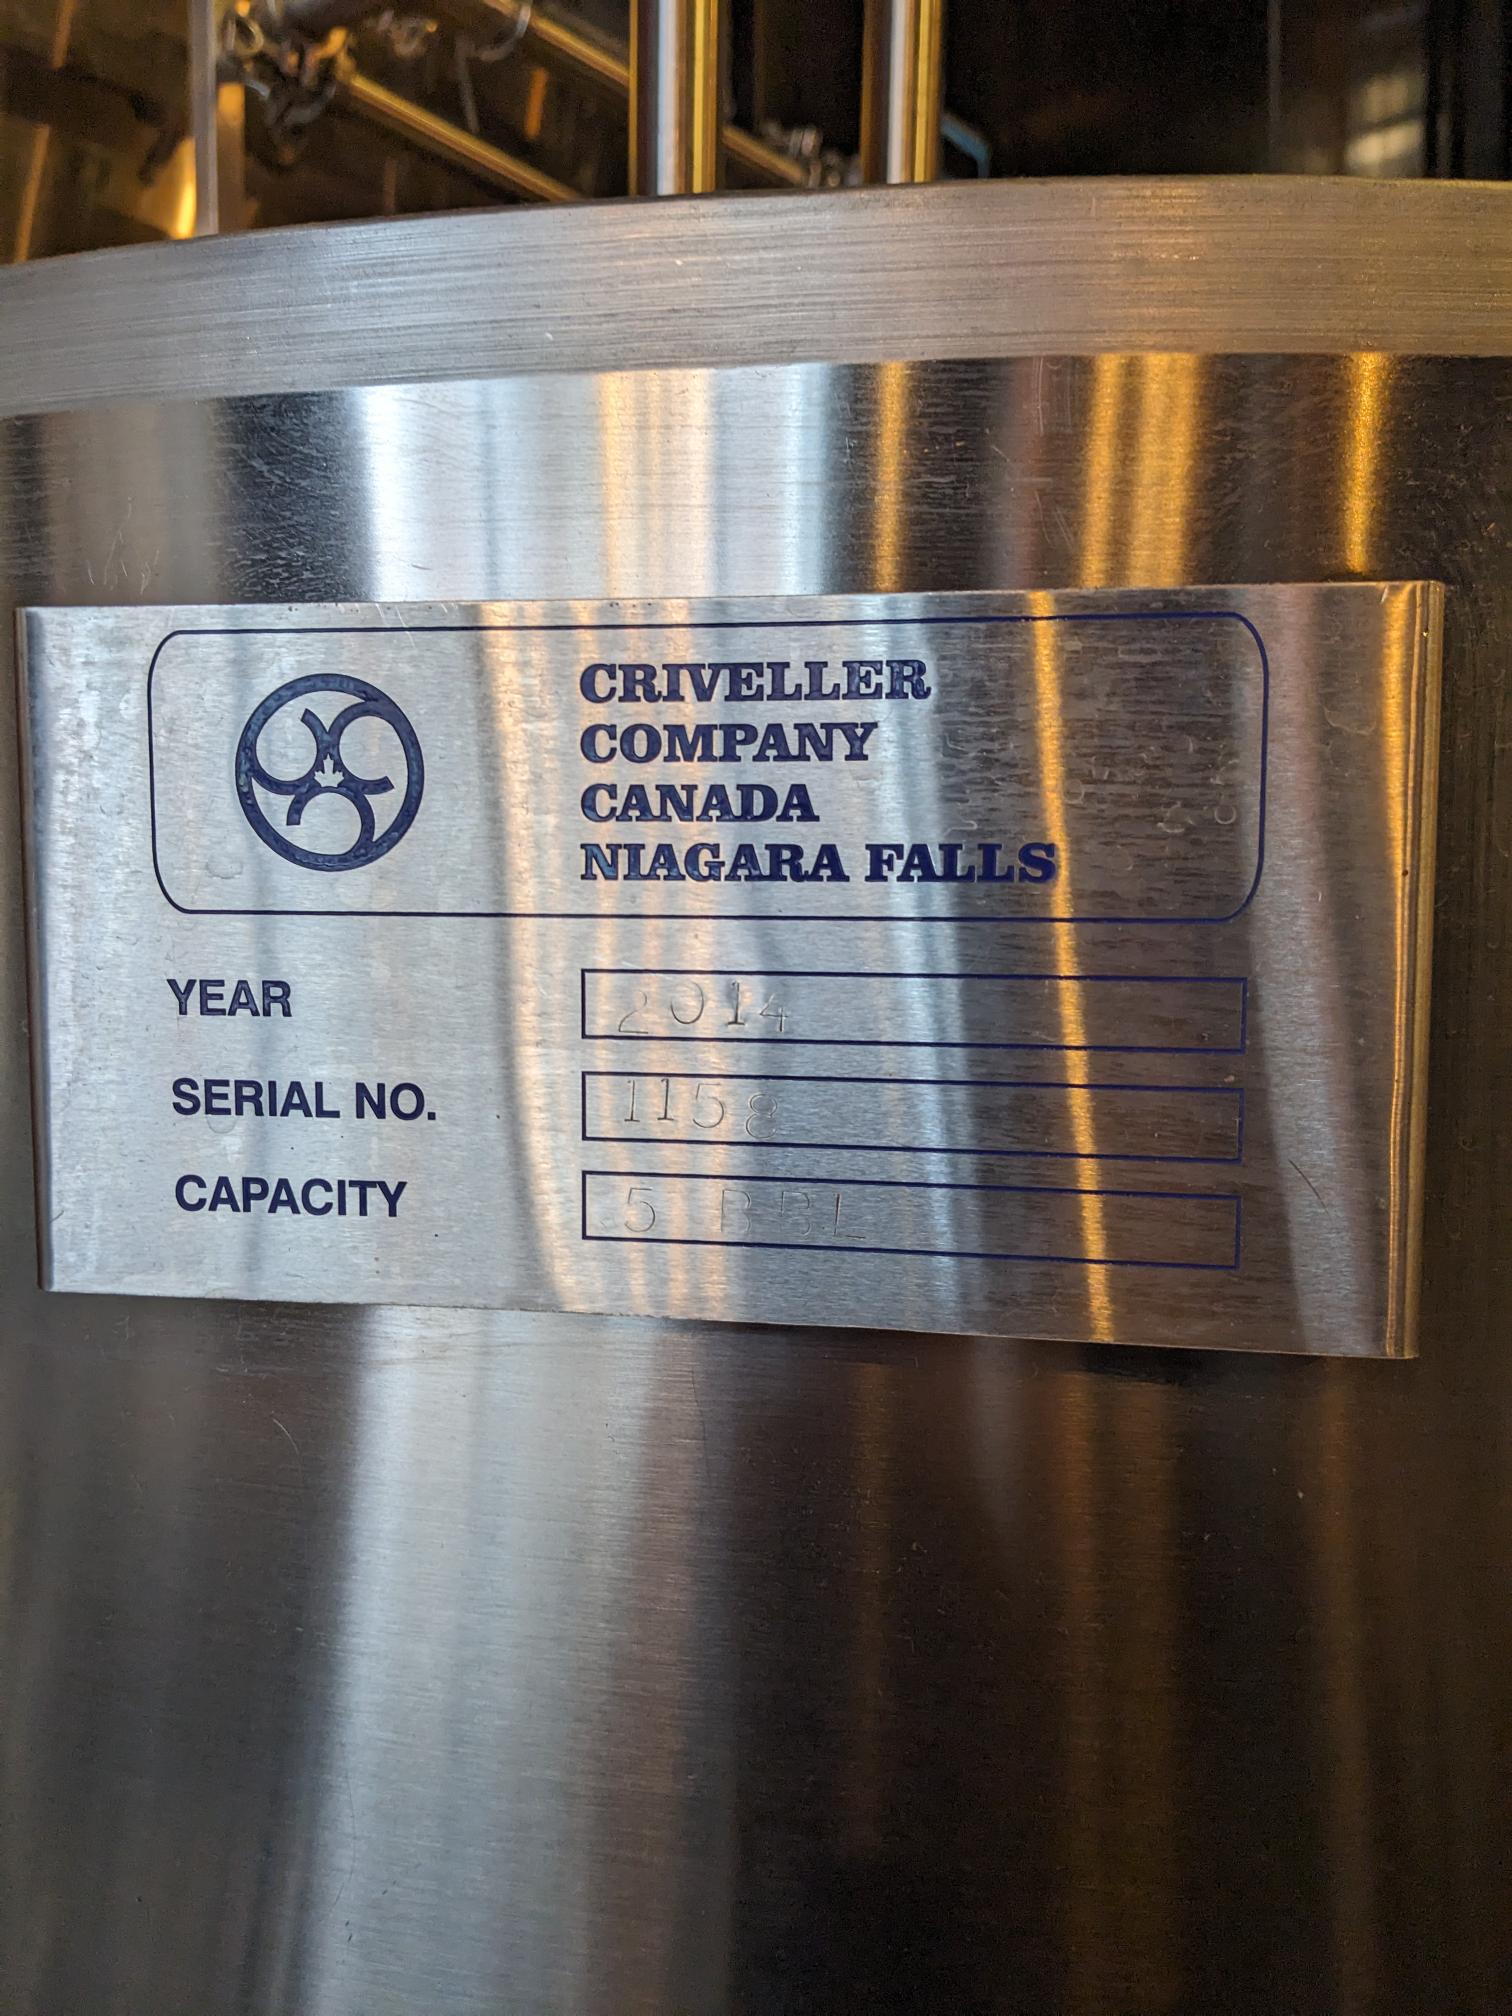 CRIVELLER
COMPANY
CANADA
NIAGARA FALLS
YEAR 2014
SERIAL NO. 1158
CAPACITY 5 BBL